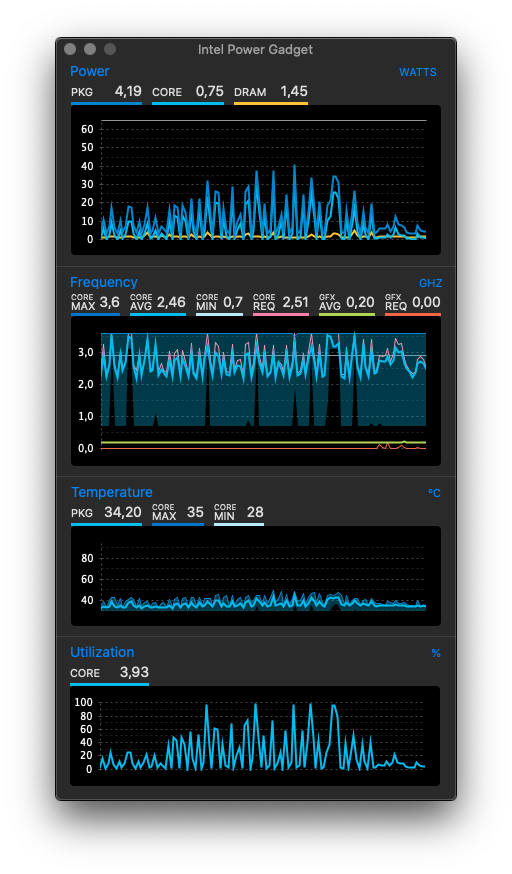 Intel Power Gadget
Power WATTS
PKG 4,19 CORE 0,75 DRAM 1,45
60
50
40
30
20
10
0
Frequency GHZ
CORE MAX 3,6 CORE AVG 2,46 CORE MIN 0,7 CORE REQ 2,51 GFX AVG 0,20 GFX REQ 0,00
3,0
2,0
1,0
0,0
Temperature °C
PKG 34,20 CORE MAX 35 CORE MIN 28
80
60
40
Utilization %
CORE 3,93
100
80
60
40
20
0